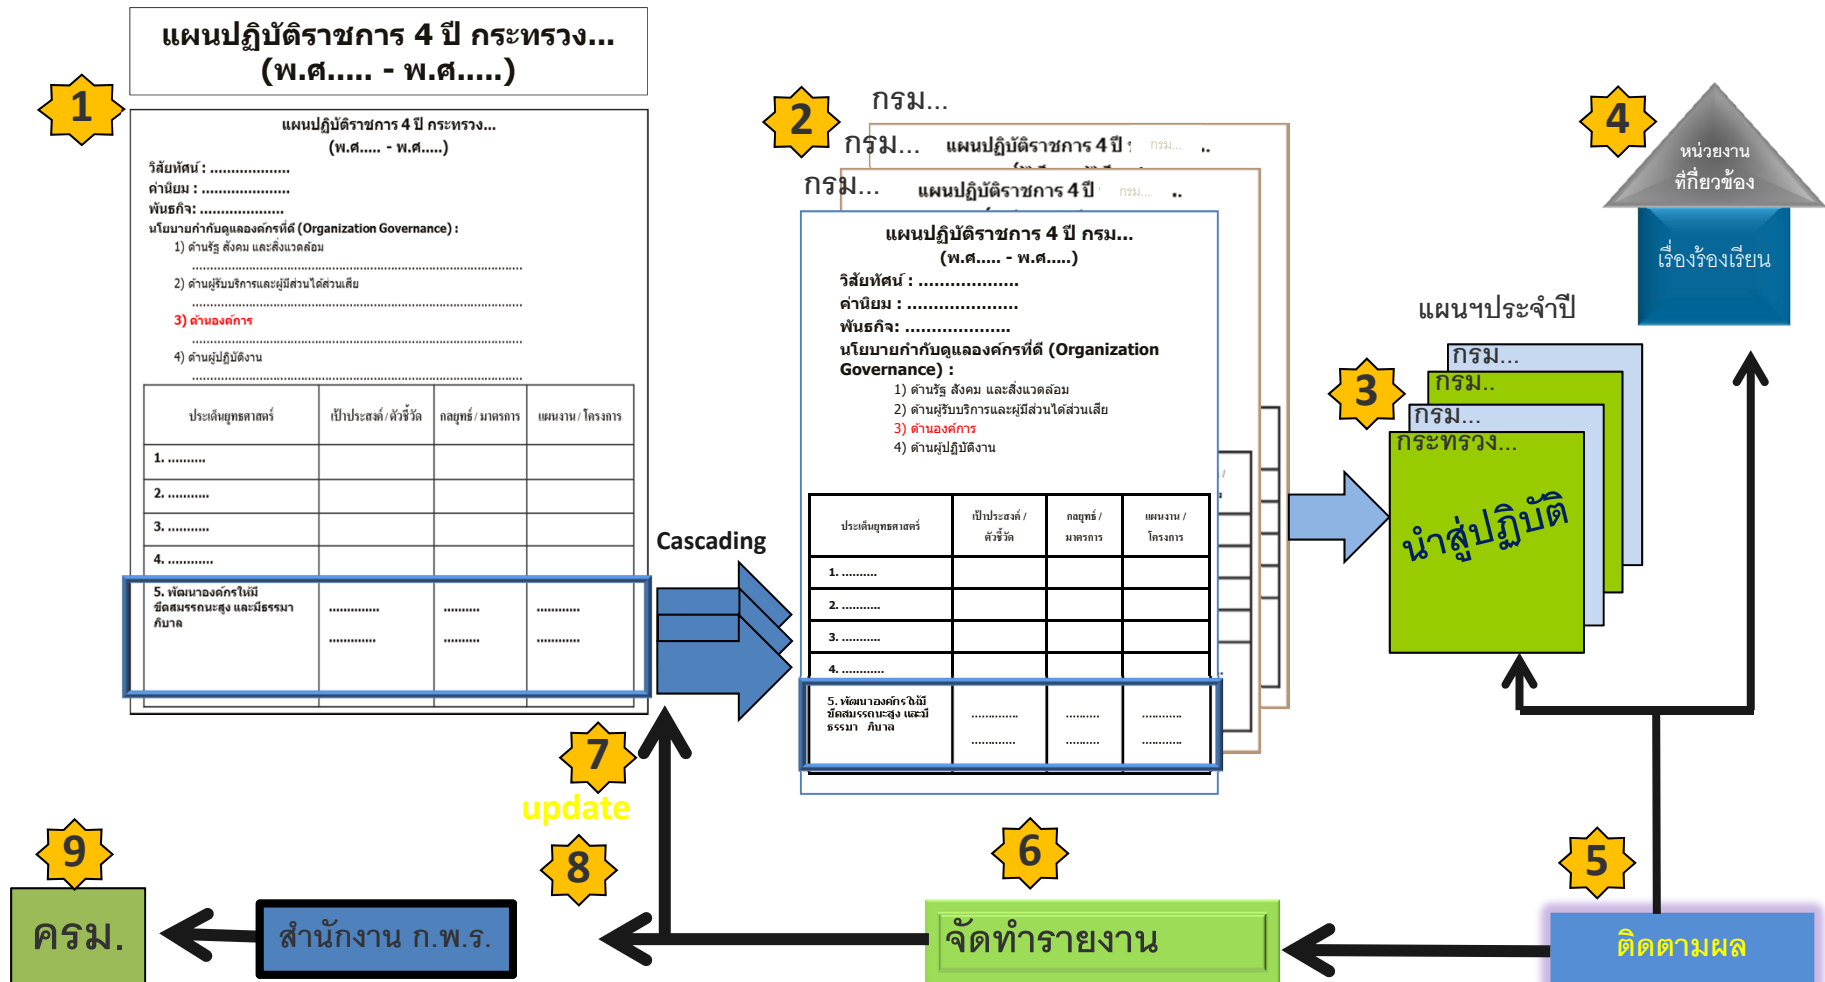 แผนปฏิบัติราชการ 4 ปี กระทรวง...
(พ.ศ..... - พ.ศ.....)
1
แผนปฏิบัติราชการ 4 ปี กระทรวง...
(พ.ศ..... - พ.ศ.....)
วิสัยทัศน์ : ...................
ค่านิยม : .....................
พันธกิจ: ....................
นโยบายกำกับดูแลองค์กรที่ดี (Organization Governance) :
1) ด้านรัฐ สังคม และสิ่งแวดล้อม
2) ด้านผู้รับบริการและผู้มีส่วนได้ส่วนเสีย
3) ด้านองค์การ
4) ด้านผู้ปฏิบัติงาน
ประเด็นยุทธศาสตร์ เป้าประสงค์ / ตัวชี้วัด กลยุทธ์ / มาตรการ แผนงาน / โครงการ
1. ..........
2. ...........
3. ...........
4. ............
5. พัฒนาองค์กรให้มี
ขีดสมรรถนะสูง และมีธรรมา
ภิบาล
.............. .......... ............
............. .......... ............
Cascading
2
กรม...
กรม...
แผนปฏิบัติราชการ 4 ปี กรม... ..
กรม...
แผนปฏิบัติราชการ 4 ปี กรม... ..
แผนปฏิบัติราชการ 4 ปี กรม...
(พ.ศ..... - พ.ศ.....)
วิสัยทัศน์ : ...................
ค่านิยม : .....................
พันธกิจ: ....................
นโยบายกำกับดูแลองค์กรที่ดี (Organization
Governance) :
1) ด้านรัฐ สังคม และสิ่งแวดล้อม
2) ด้านผู้รับบริการและผู้มีส่วนได้ส่วนเสีย
3) ด้านองค์การ
4) ด้านผู้ปฏิบัติงาน
ประเด็นยุทธศาสตร์ เป้าประสงค์ / ตัวชี้วัด กลยุทธ์ / มาตรการ แผนงาน / โครงการ
1. ..........
2. ...........
3. ...........
4. ............
5. พัฒนาองค์กรให้มี
ขีดสมรรถนะสูง และมี
ธรรมา ภิบาล
.............. .......... ............
............. .......... ............
4
หน่วยงาน
ที่กี่ยวข้อง
เรื่องร้องเรียน
แผนฯประจำปี
3
กรม...
กรม..
กรม...
กระทรวง...
นำสู่ปฏิบัติ
7
update
8
9
ครม.
สำนักงาน ก.พ.ร.
6
จัดทำรายงาน
5
ติดตามผล